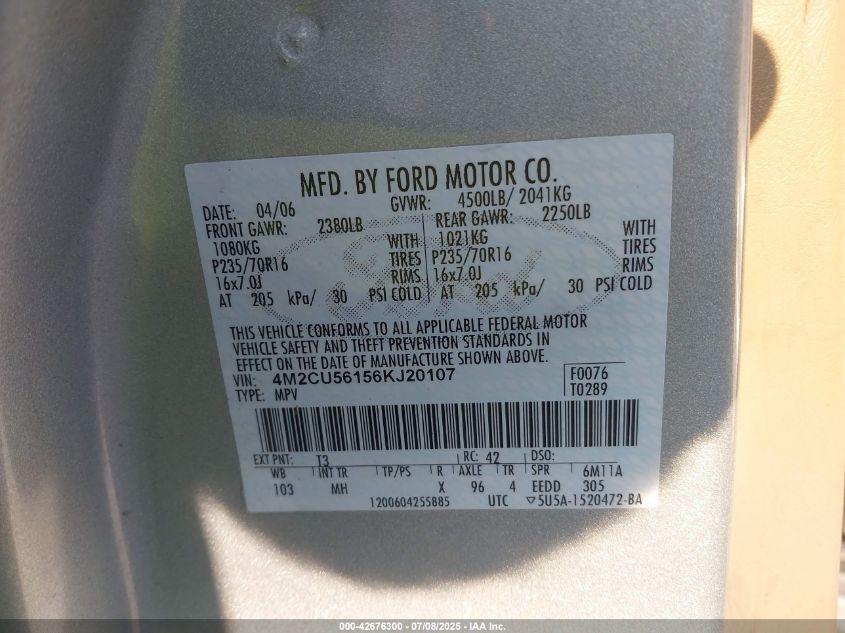 MFD. BY FORD MOTOR CO.
DATE: 04/06 GVWR: 4500LB/ 2041KG
FRONT GAWR: 2380LB REAR GAWR: 2250LB
1080KG WITH 1021KG WITH
P235/70R16 TIRES P235/70R16 TIRES
16x7.0J RIMS 16x7.0J RIMS
AT 205 kPa/ 30 PSI COLD AT 205 kPa/ 30 PSI COLD
THIS VEHICLE CONFORMS TO ALL APPLICABLE FEDERAL MOTOR
VEHICLE SAFETY AND THEFT PREVENTION STANDARDS IN
EFFECT ON THE DATE OF MANUFACTURE SHOWN ABOVE.
VIN: 4M2CU56156KJ20107 F0076
TYPE: MPV T0289
EXT PNT: T3 RC: 42 DSO:
WB INT TR TP/PS R AXLE TR SPR 6M11A
103 MH X 96 4 EEDD 305
1200604255885 UTC ▽5U5A-1520472-BA
000-42676300 - 07/08/2025 - IAA Inc.